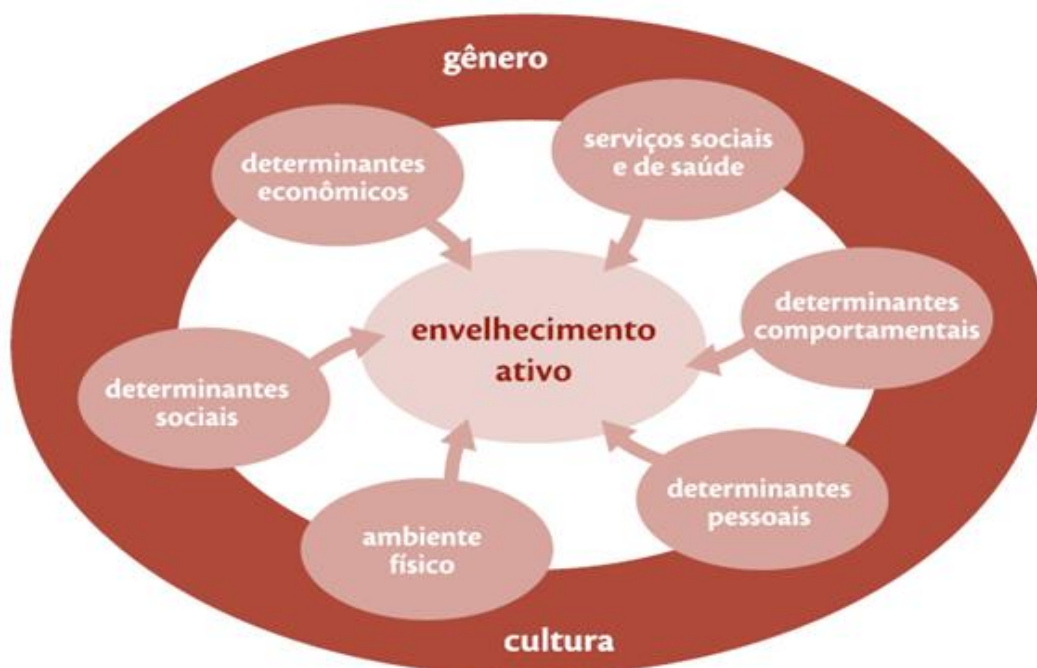 gênero
serviços sociais
e de saúde
determinantes
econômicos
determinantes
comportamentais
envelhecimento
ativo
determinantes
sociais
determinantes
pessoais
ambiente
físico
cultura